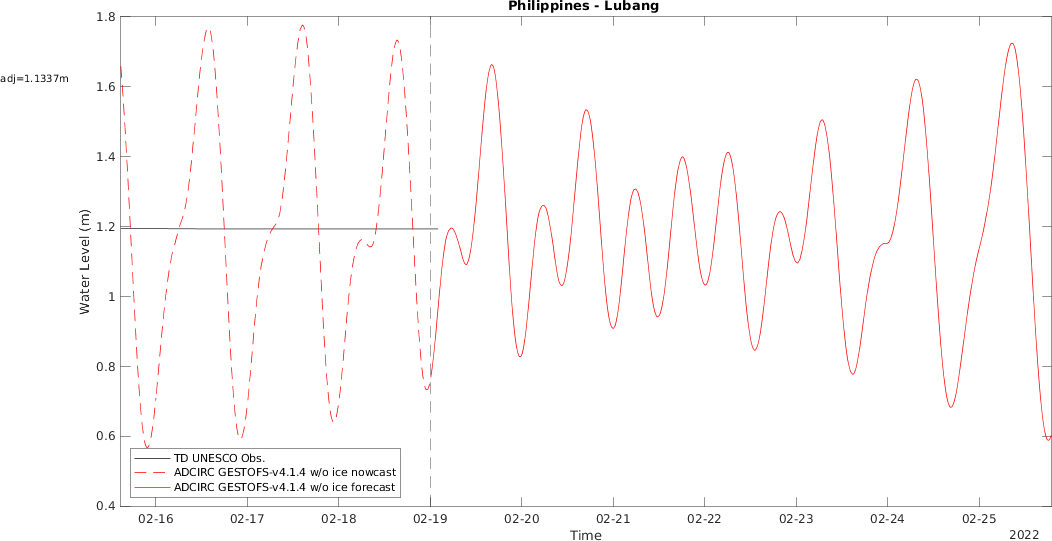 Philippines - Lubang
adj=1.1337m
Water Level (m)
1.8
1.6
1.4
1.2
1
0.8
0.6
0.4
TD UNESCO Obs.
ADCIRC GESTOFS-v4.1.4 w/o ice nowcast
ADCIRC GESTOFS-v4.1.4 w/o ice forecast
02-16 02-17 02-18 02-19 02-20 02-21 02-22 02-23 02-24 02-25
Time
2022